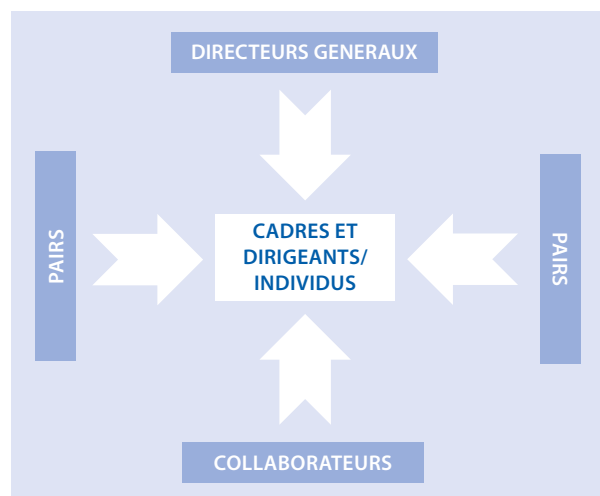 DIRECTEURS GENERAUX
PAIRS
CADRES ET
DIRIGEANTS/
INDIVIDUS
PAIRS
COLLABORATEURS